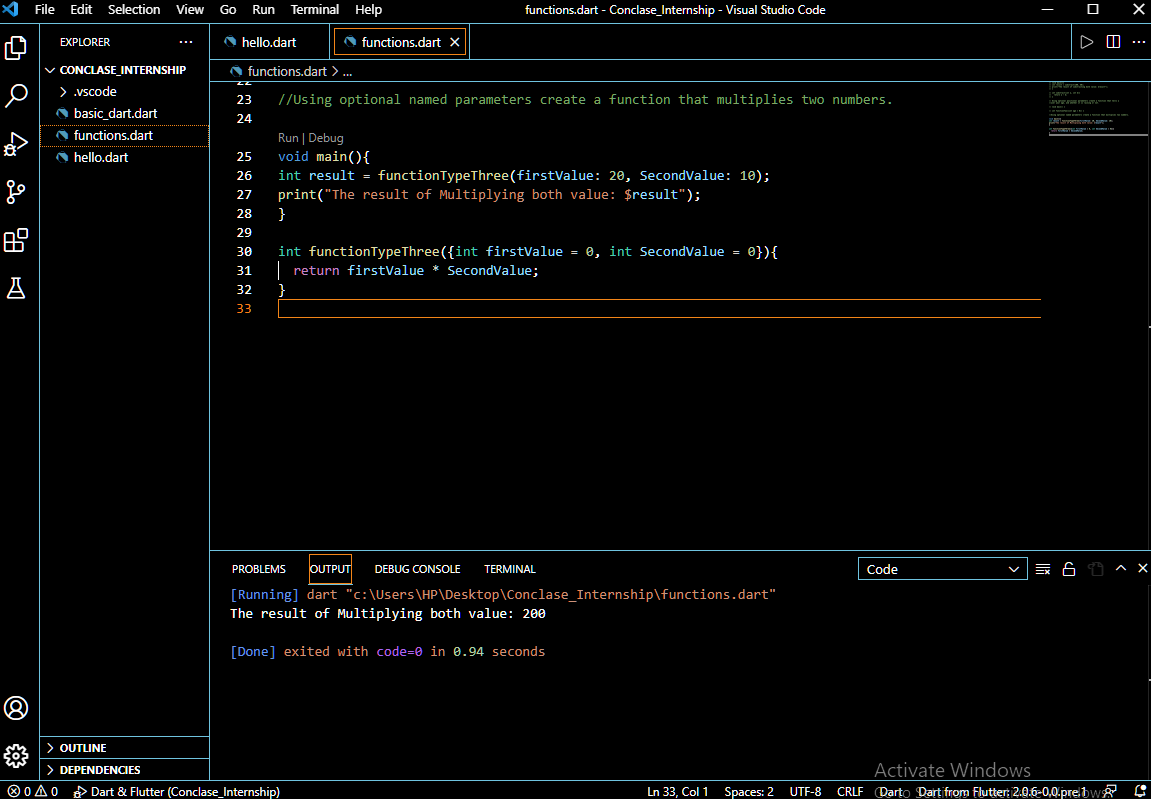 File Edit Selection View Go Run Terminal Help
functions.dart - Conclase_Internship - Visual Studio Code
EXPLORER
CONCLASE_INTERNSHIP
.vscode
basic_dart.dart
functions.dart
hello.dart
OUTLINE
DEPENDENCIES
hello.dart functions.dart
functions.dart > ...
22
23 //Using optional named parameters create a function that multiplies two numbers.
24
Run | Debug
25 void main(){
26 int result = functionTypeThree(firstValue: 20, SecondValue: 10);
27 print("The result of Multiplying both value: $result");
28 }
29
30 int functionTypeThree({int firstValue = 0, int SecondValue = 0}){
31 return firstValue * SecondValue;
32 }
33
PROBLEMS OUTPUT DEBUG CONSOLE TERMINAL
Code
[Running] dart "c:\Users\HP\Desktop\Conclase_Internship\functions.dart"
The result of Multiplying both value: 200
[Done] exited with code=0 in 0.94 seconds
Activate Windows
Go to Settings to activate Windows.
0 0 Dart & Flutter (Conclase_Internship)
Ln 33, Col 1 Spaces: 2 UTF-8 CRLF Dart Dart from Flutter: 2.0.6-0.0.pre.1